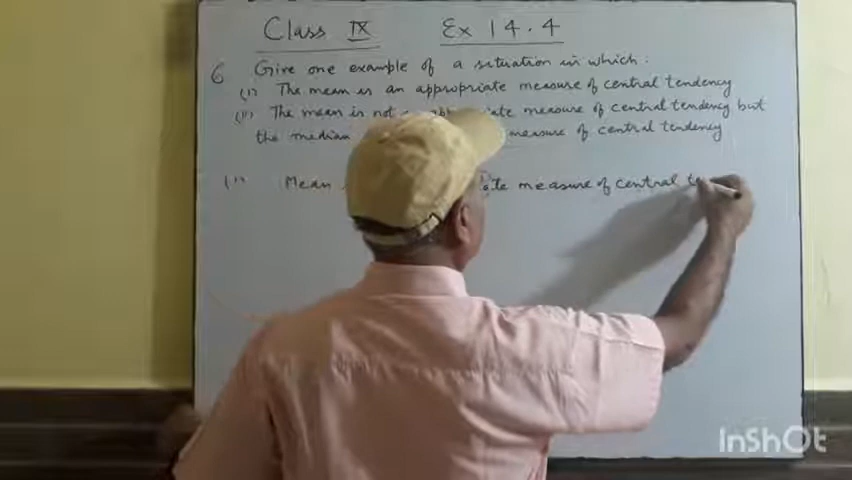 Class IX Ex 14.4
6 Give one example of a situation in which:
(i) The mean is an appropriate measure of central tendency
(ii) The mean is not measure of central tendency but
the median measure of central tendency
(i) Mean measure of central
InShOt